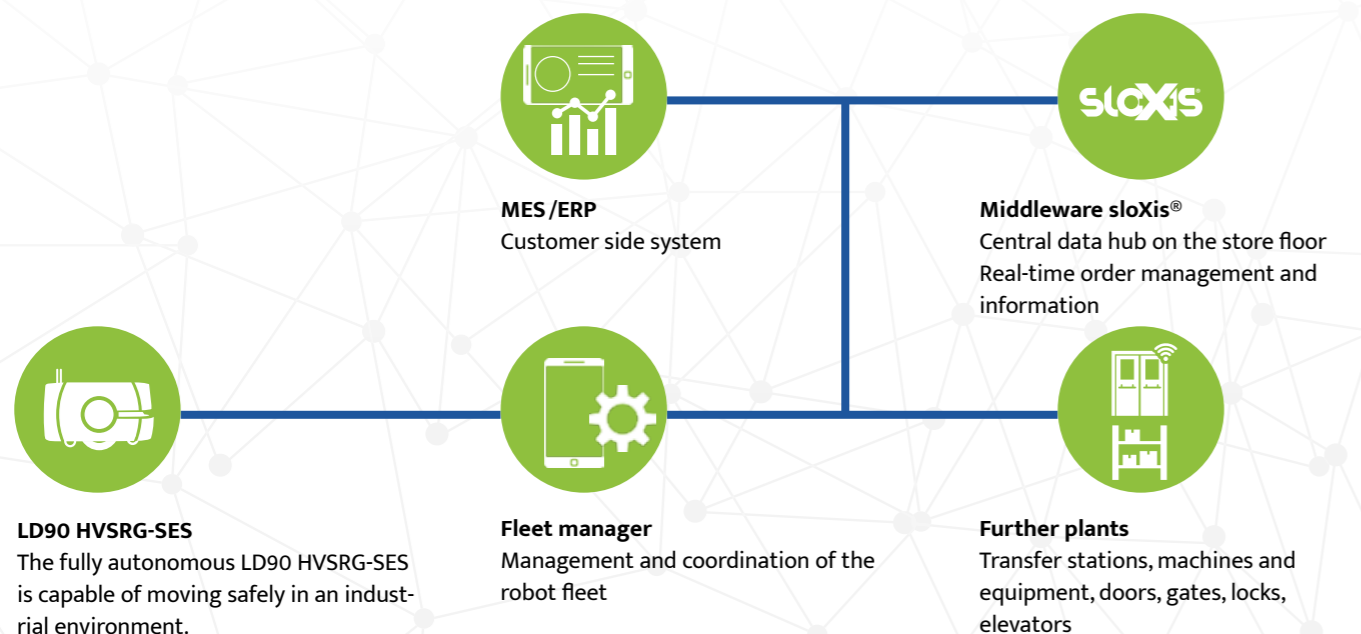 sloXis
MES/ERP
Customer side system
Middleware sloXis®
Central data hub on the store floor
Real-time order management and
information
LD90 HVSRG-SES
The fully autonomous LD90 HVSRG-SES
is capable of moving safely in an indust-
rial environment.
Fleet manager
Management and coordination of the
robot fleet
Further plants
Transfer stations, machines and
equipment, doors, gates, locks,
elevators